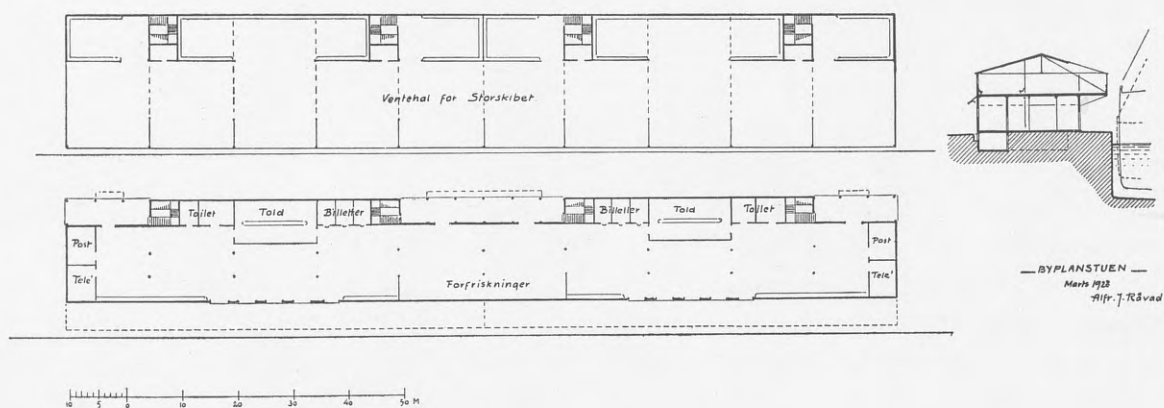 Ventehal for Storskibet
Toilet Told Billetter Billetter Told Toilet
Post Post
Tele' Tele'
Forfriskninger
BYPLANSTUEN
Marts 1928
Alfr. J. Råvad
10 5 0 10 20 30 40 50 M